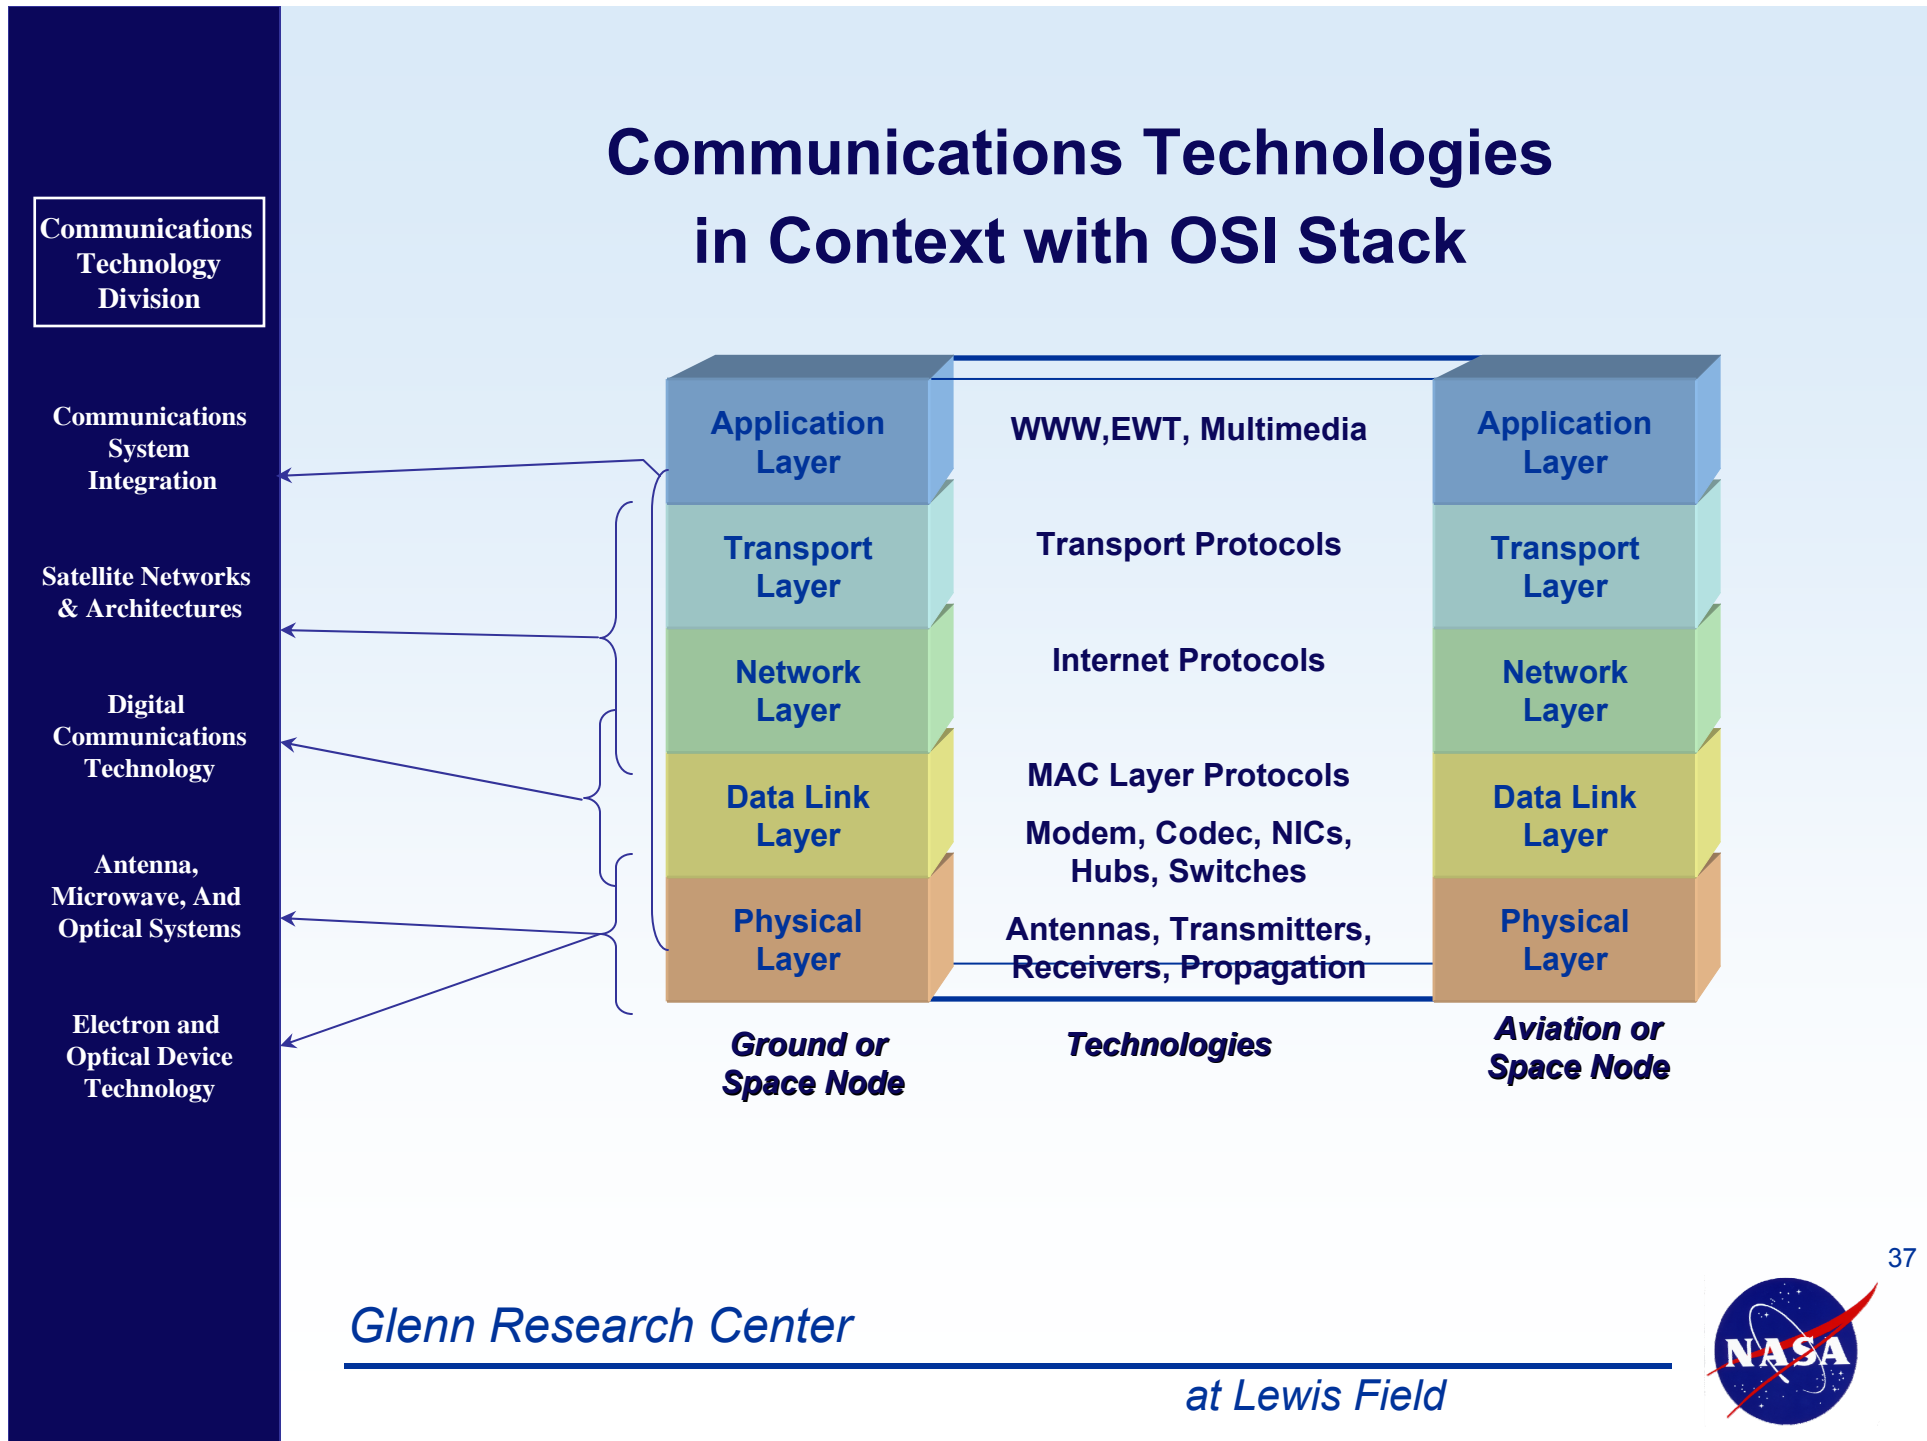 Communications Technologies
in Context with OSI Stack
Communications
Technology
Division
Communications
System
Integration
Satellite Networks
& Architectures
Digital
Communications
Technology
Antenna,
Microwave, And
Optical Systems
Electron and
Optical Device
Technology
Application
Layer
Transport
Layer
Network
Layer
Data Link
Layer
Physical
Layer
Ground or
Space Node
WWW,EWT, Multimedia
Transport Protocols
Internet Protocols
MAC Layer Protocols
Modem, Codec, NICs,
Hubs, Switches
Antennas, Transmitters,
Receivers, Propagation
Technologies
Application
Layer
Transport
Layer
Network
Layer
Data Link
Layer
Physical
Layer
Aviation or
Space Node
37
Glenn Research Center
at Lewis Field
NASA